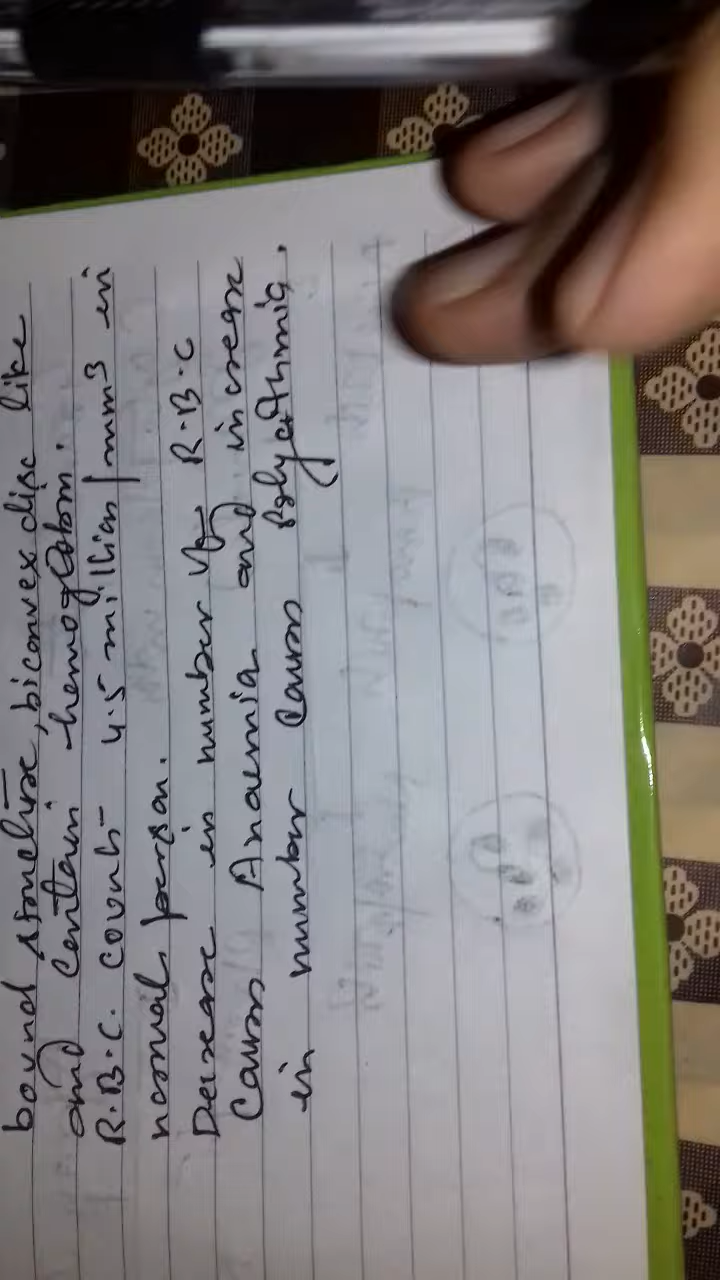 bound structure, biconvex disc like
and contain hemoglobin.
R.B.C. count - 4.5 million/mm3 in
normal person.
Decrease in number of R.B.C
causes Anaemia and increase
in number causes Polycythmia.